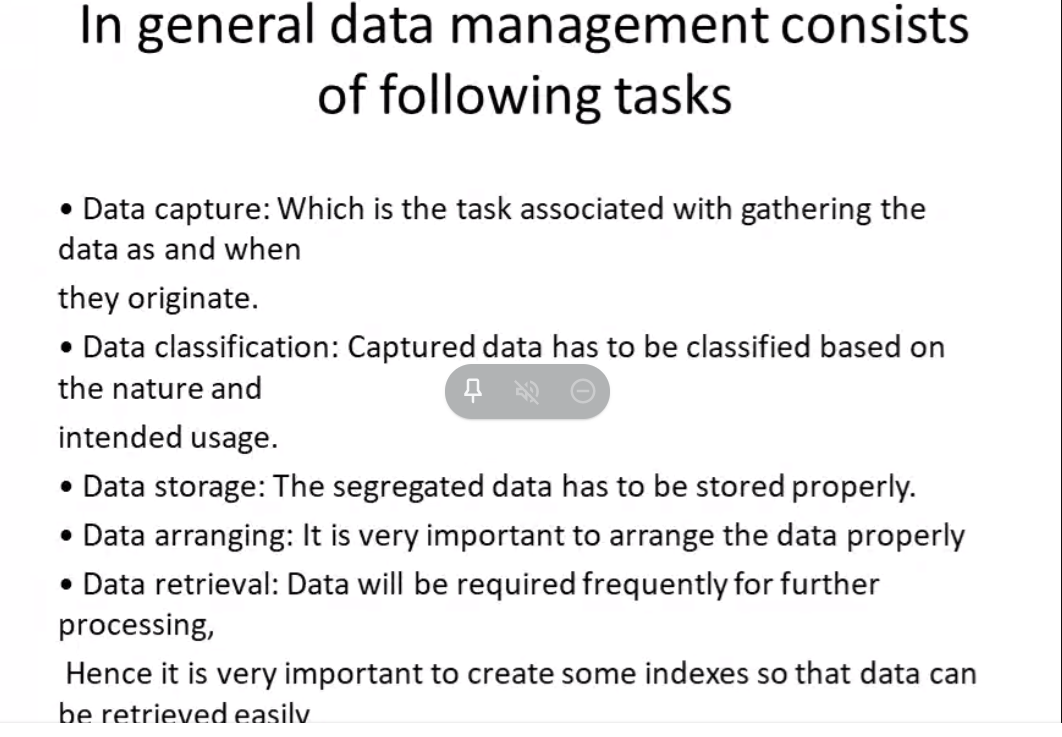 In general data management consists
of following tasks
• Data capture: Which is the task associated with gathering the
data as and when
they originate.
• Data classification: Captured data has to be classified based on
the nature and
intended usage.
• Data storage: The segregated data has to be stored properly.
• Data arranging: It is very important to arrange the data properly
• Data retrieval: Data will be required frequently for further
processing,
Hence it is very important to create some indexes so that data can
be retrieved easily